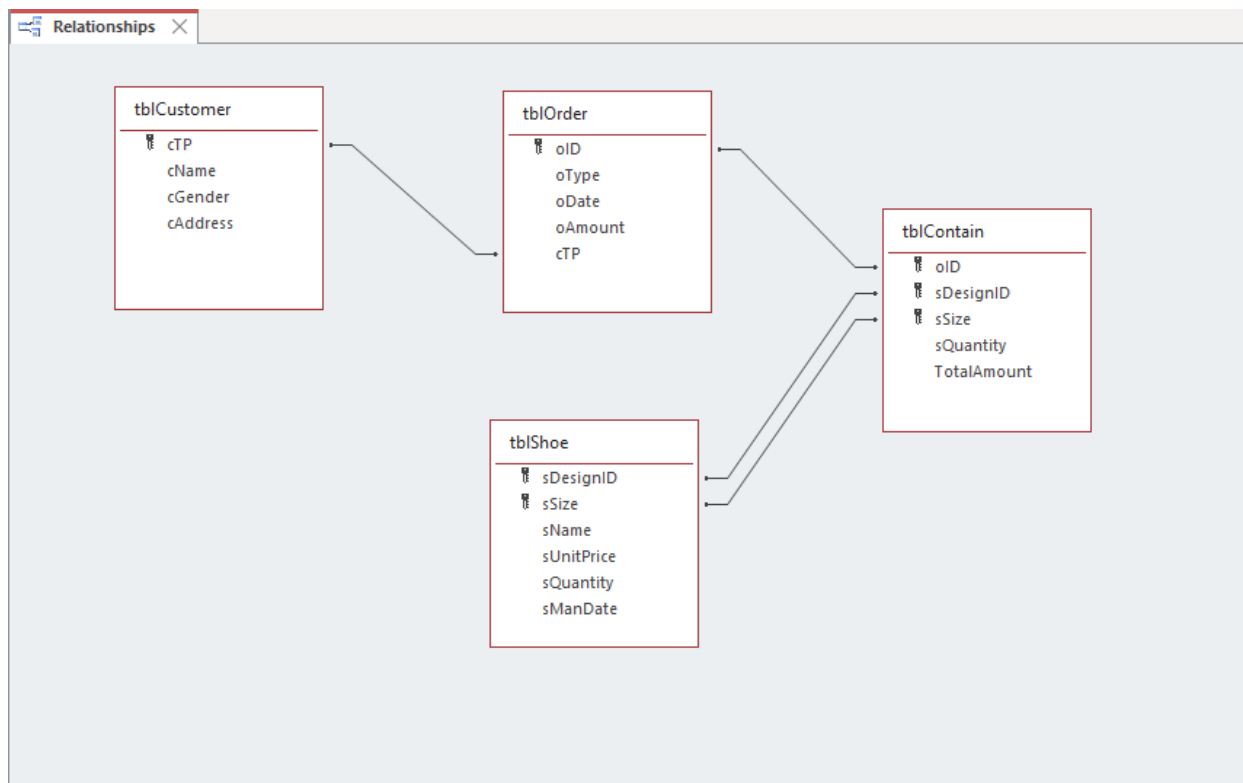 Relationships
tblCustomer
cTP
cName
cGender
cAddress
tblOrder
oID
oType
oDate
oAmount
cTP
tblContain
oID
sDesignID
sSize
sQuantity
TotalAmount
tblShoe
sDesignID
sSize
sName
sUnitPrice
sQuantity
sManDate